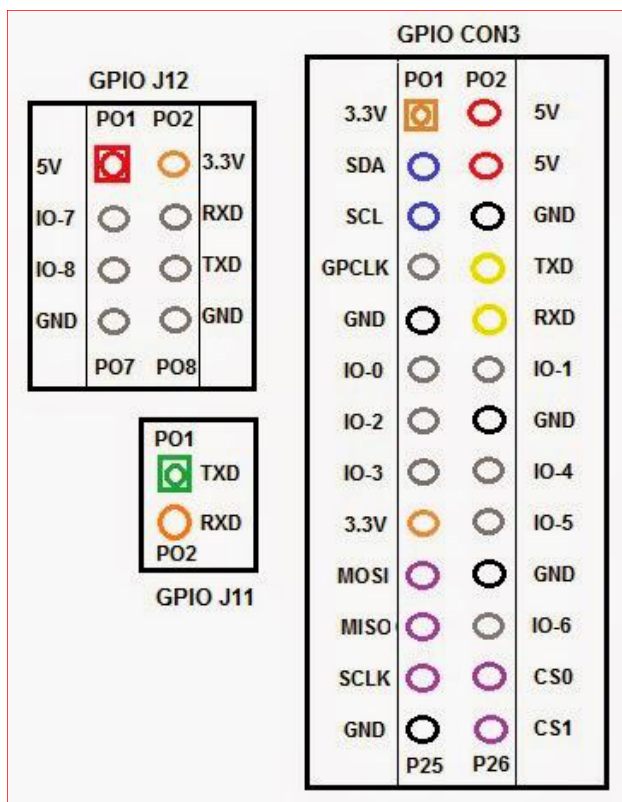 GPIO J12
PO1 PO2
5V 3.3V
IO-7 RXD
IO-8 TXD
GND GND
PO7 PO8
PO1
TXD
RXD
PO2
GPIO J11
GPIO CON3
PO1 PO2
3.3V 5V
SDA 5V
SCL GND
GPCLK TXD
GND RXD
IO-0 IO-1
IO-2 GND
IO-3 IO-4
3.3V IO-5
MOSI GND
MISO IO-6
SCLK CS0
GND CS1
P25 P26